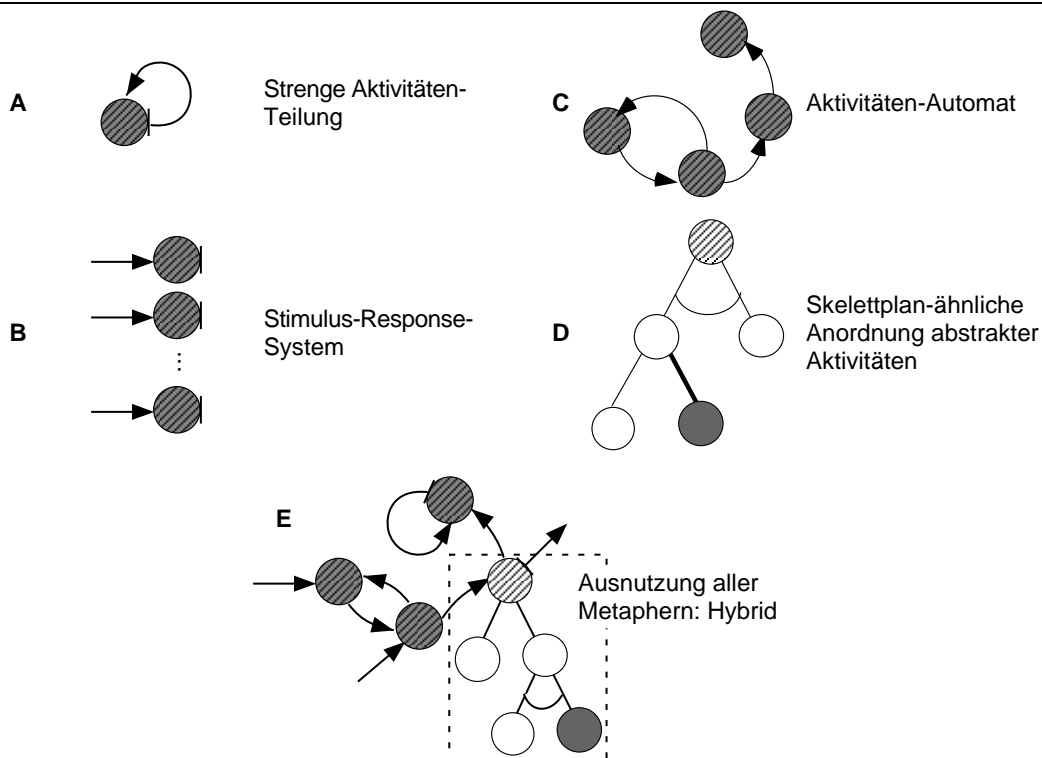 A
Strenge Aktivitäten-
Teilung
C
Aktivitäten-Automat
B
Stimulus-Response-
System
D
Skelettplan-ähnliche
Anordnung abstrakter
Aktivitäten
E
Ausnutzung aller
Metaphern: Hybrid